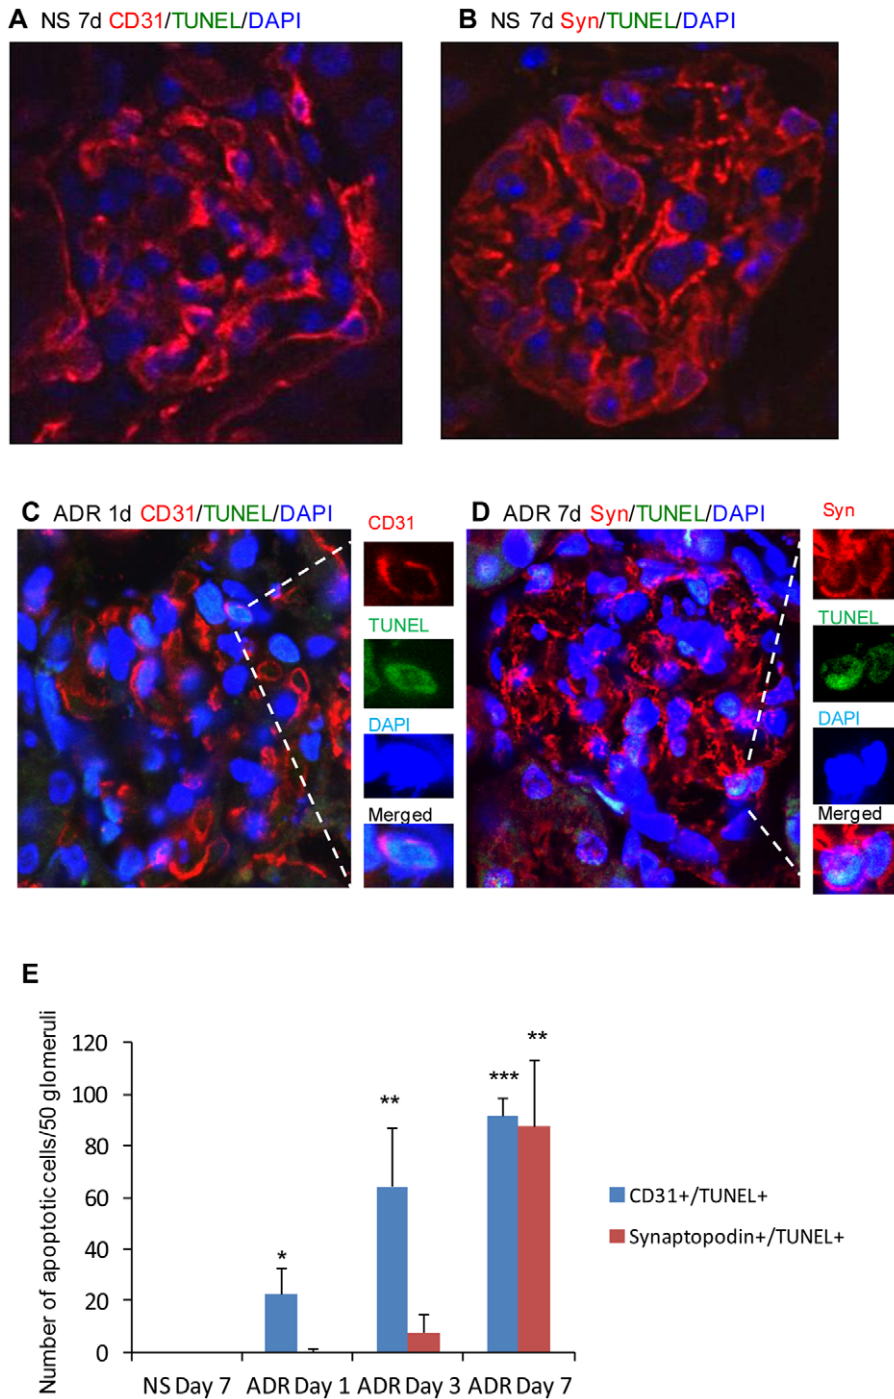 A NS 7d CD31/TUNEL/DAPI
B NS 7d Syn/TUNEL/DAPI
C ADR 1d CD31/TUNEL/DAPI
CD31
TUNEL
DAPI
Merged
D ADR 7d Syn/TUNEL/DAPI
Syn
TUNEL
DAPI
Merged
E
Number of apoptotic cells/50 glomeruli
120
100
80
60
40
20
0
*
**
***
**
NS Day 7 ADR Day 1 ADR Day 3 ADR Day 7
CD31+/TUNEL+
Synaptopodin+/TUNEL+